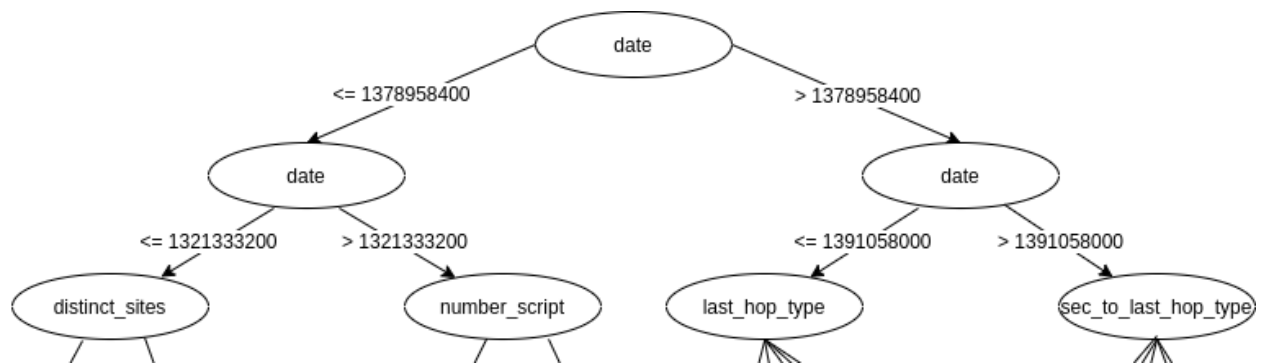 date
<= 1378958400
> 1378958400
date
date
<= 1321333200
> 1321333200
<= 1391058000
> 1391058000
distinct_sites
number_script
last_hop_type
sec_to_last_hop_type